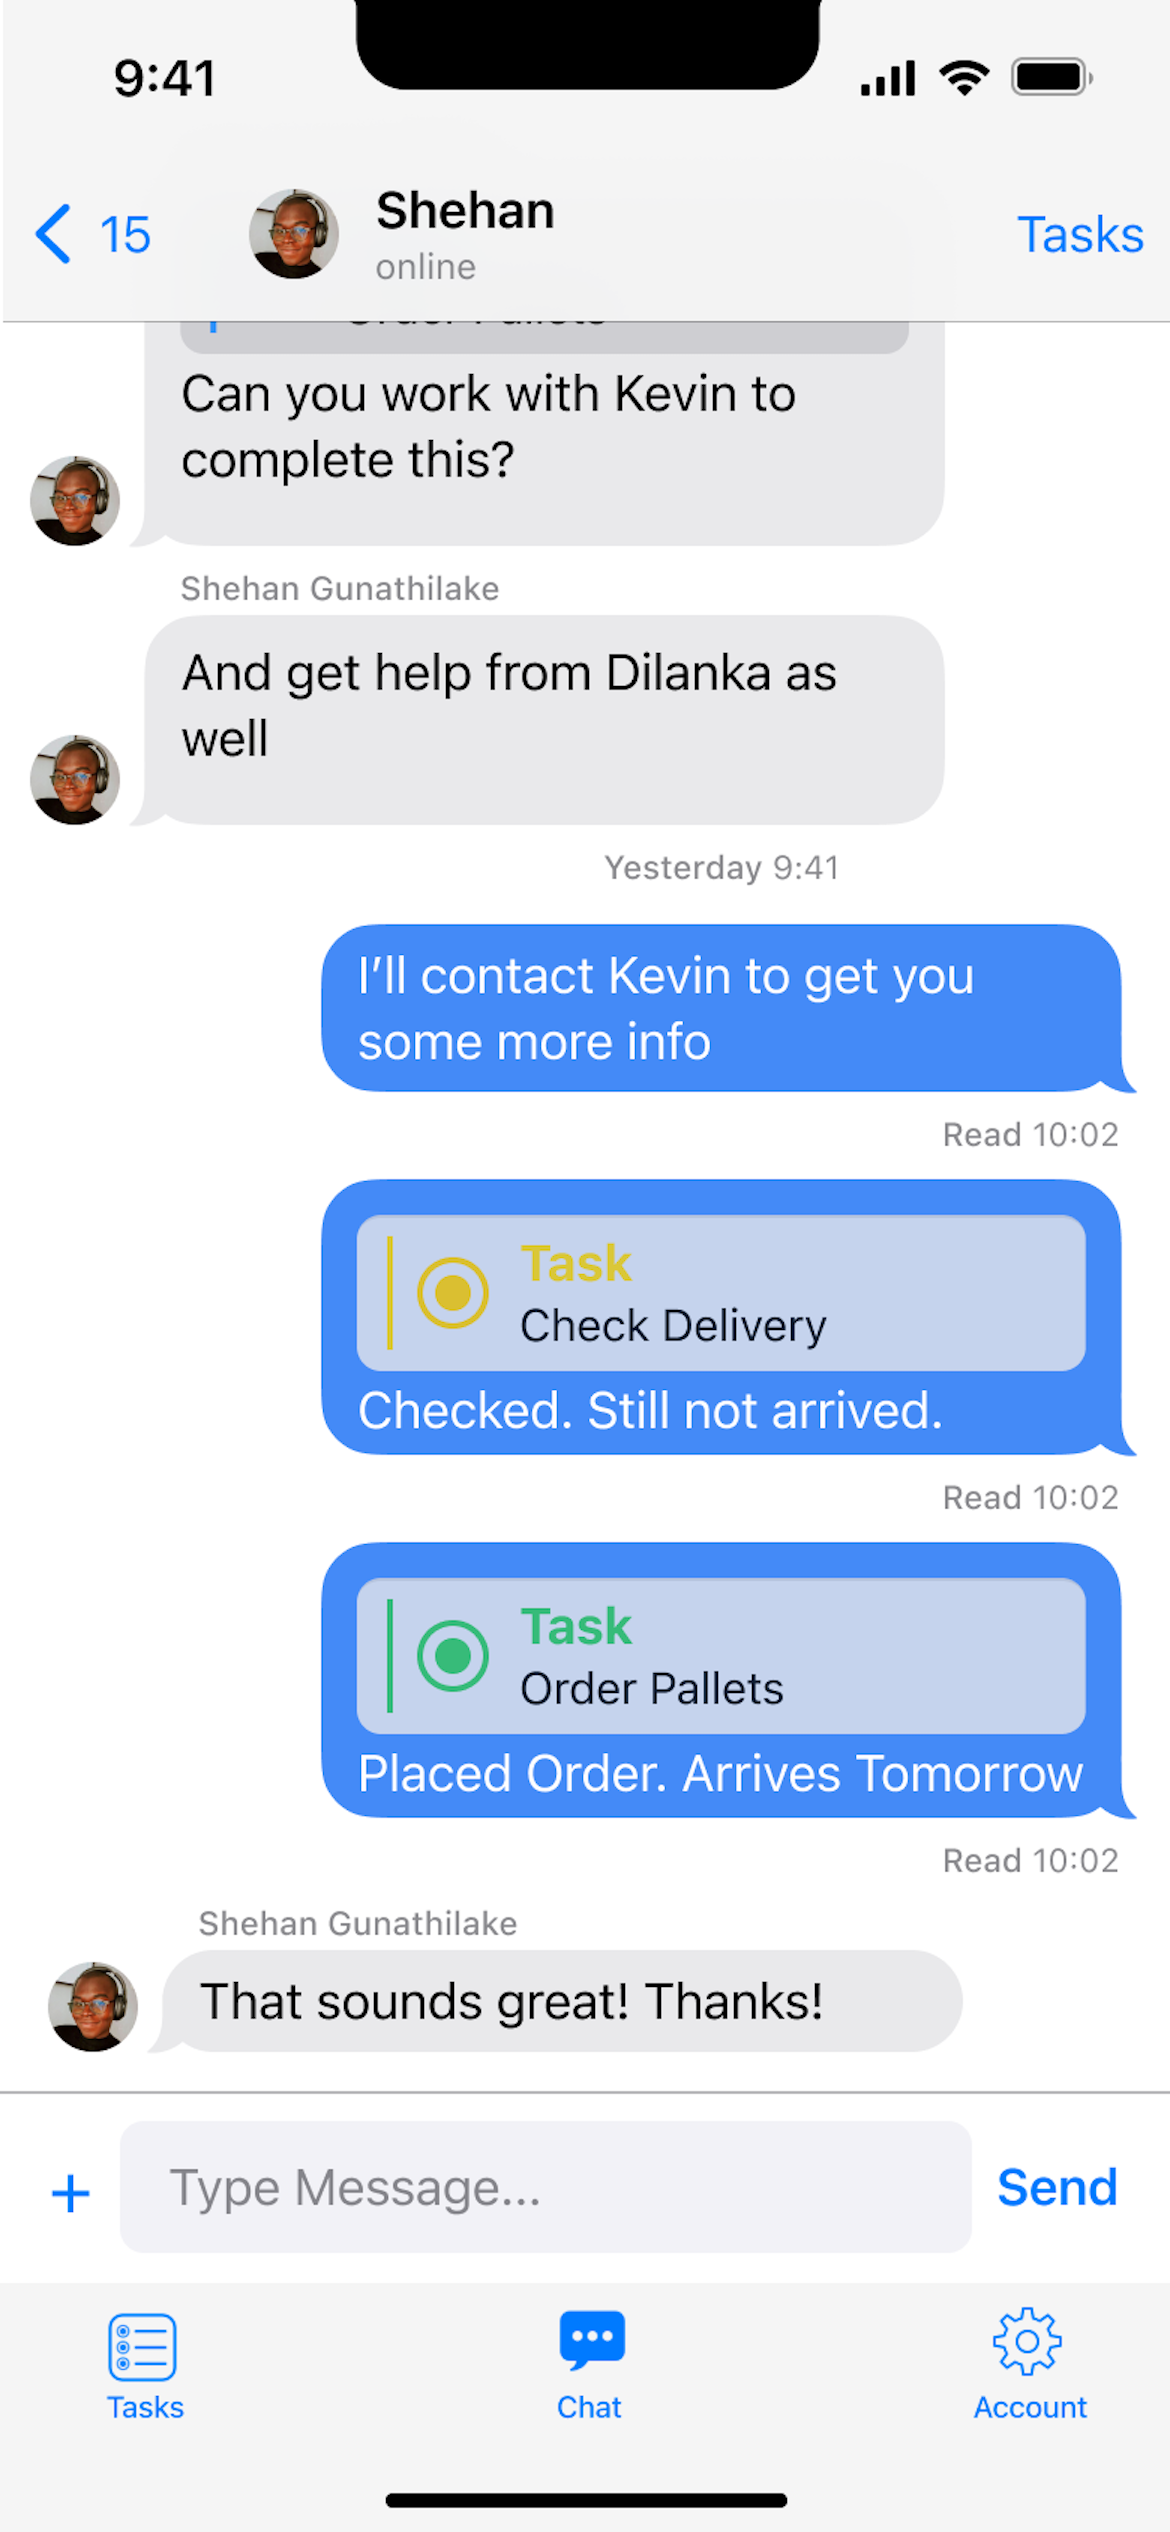 9:41
15
Shehan
online
Tasks
Order Pallets
Can you work with Kevin to
complete this?
Shehan Gunathilake
And get help from Dilanka as
well
Yesterday 9:41
I’ll contact Kevin to get you
some more info
Read 10:02
Task
Check Delivery
Checked. Still not arrived.
Read 10:02
Task
Order Pallets
Placed Order. Arrives Tomorrow
Read 10:02
Shehan Gunathilake
That sounds great! Thanks!
+
Type Message...
Send
Tasks
Chat
Account